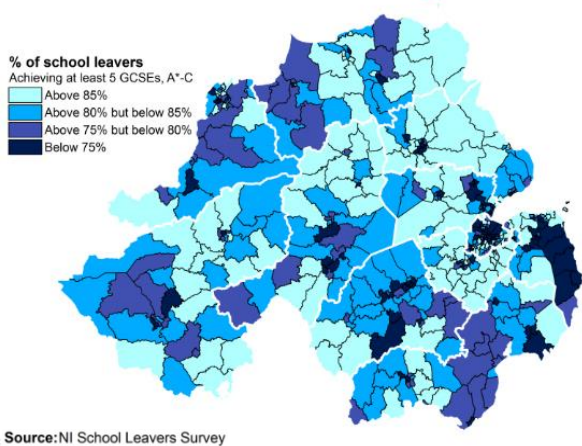 % of school leavers
Achieving at least 5 GCSEs, A*-C
Above 85%
Above 80% but below 85%
Above 75% but below 80%
Below 75%
Source:NI School Leavers Survey